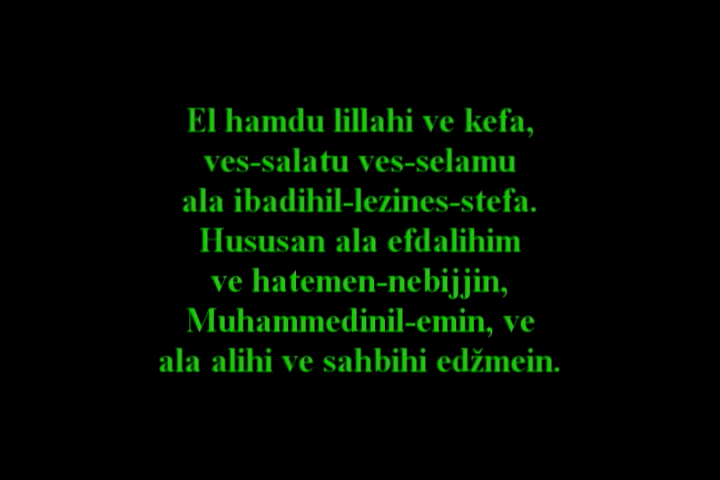 El hamdu lillahi ve kefa,
ves-salatu ves-selamu
ala ibadihil-lezines-stefa.
Hususan ala efdalihim
ve hatemen-nebijjin,
Muhammedinil-emin, ve
ala alihi ve sahbihi edžmein.